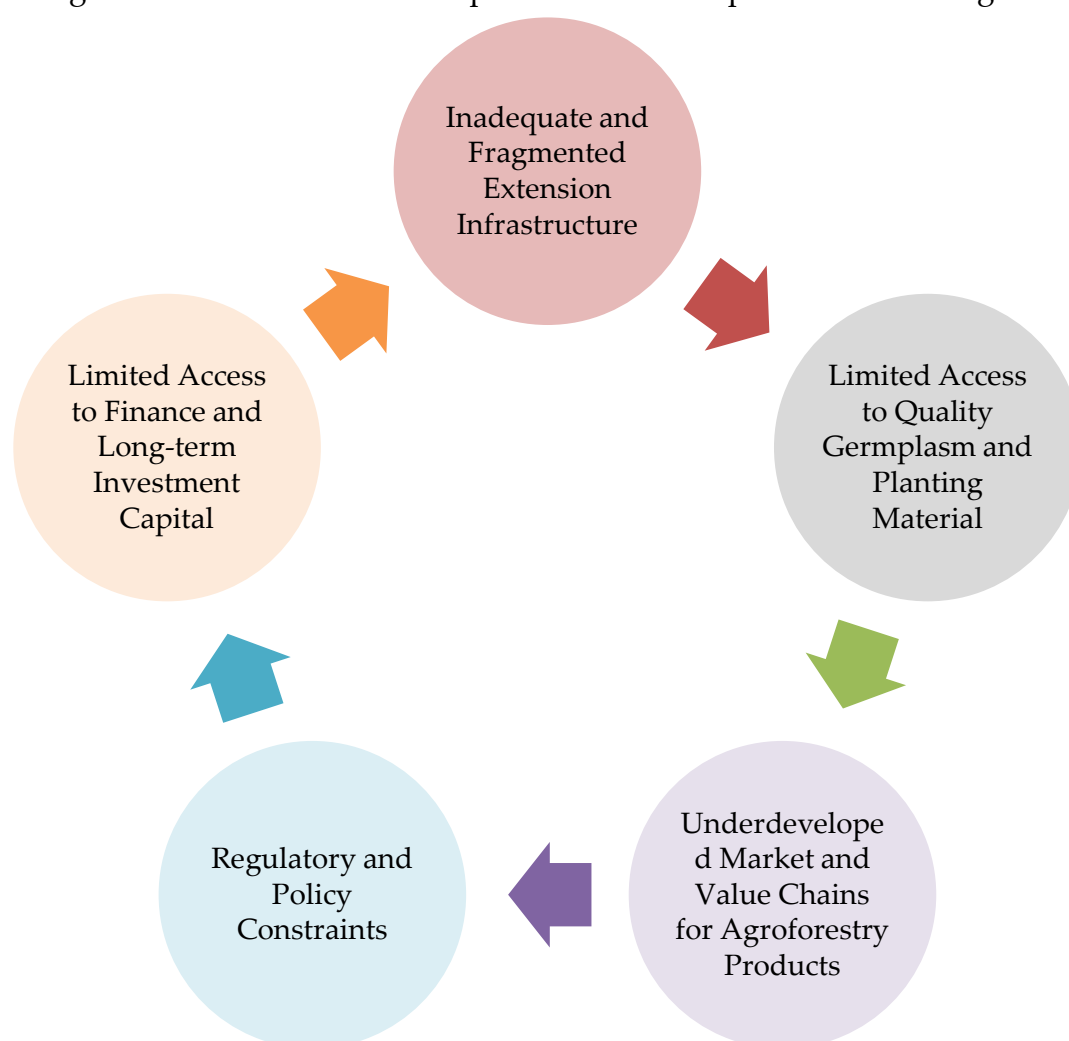 Inadequate and
Fragmented
Extension
Infrastructure
Limited Access
to Quality
Germplasm and
Planting
Material
Underdevelope
d Market and
Value Chains
for Agroforestry
Products
Regulatory and
Policy
Constraints
Limited Access
to Finance and
Long-term
Investment
Capital